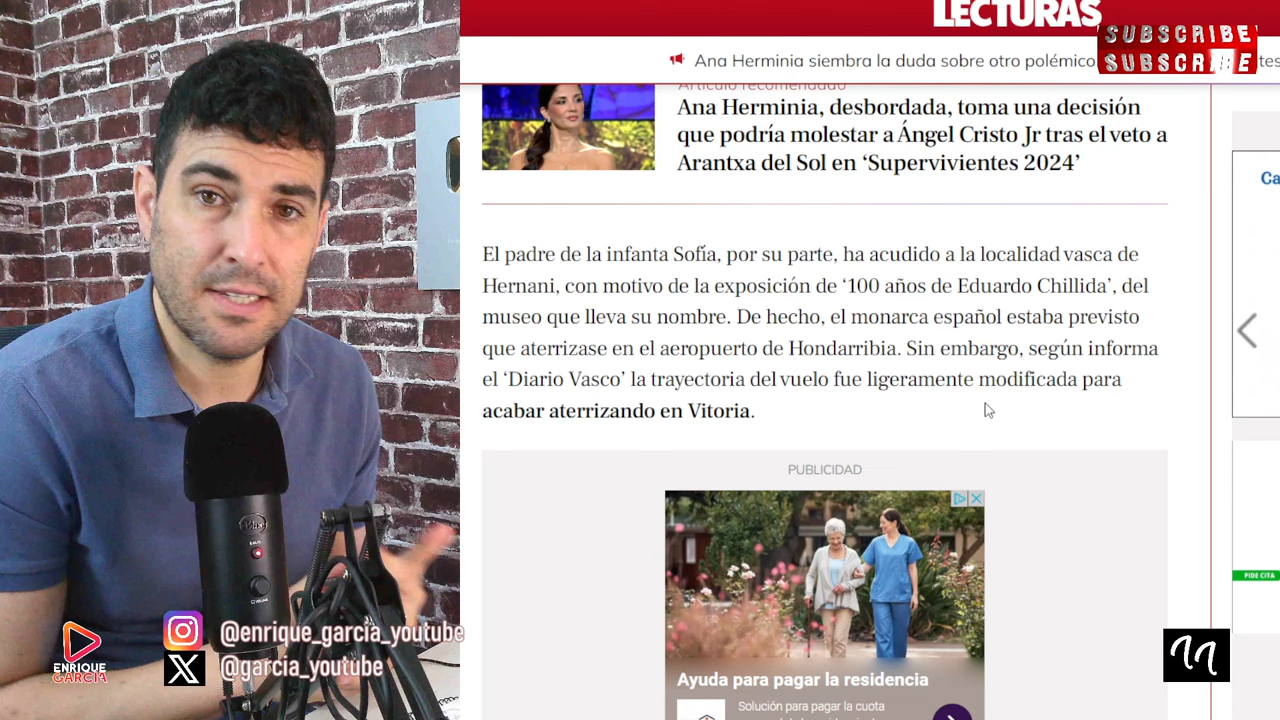 LECTURAS
SUBSCRIBE
SUBSCRIBE
Ana Herminia siembra la duda sobre otro polémico
Artículo recomendado
Ana Herminia, desbordada, toma una decisión
que podría molestar a Ángel Cristo Jr tras el veto a
Arantxa del Sol en ‘Supervivientes 2024’
El padre de la infanta Sofía, por su parte, ha acudido a la localidad vasca de
Hernani, con motivo de la exposición de ‘100 años de Eduardo Chillida’, del
museo que lleva su nombre. De hecho, el monarca español estaba previsto
que aterrizase en el aeropuerto de Hondarribia. Sin embargo, según informa
el ‘Diario Vasco’ la trayectoria del vuelo fue ligeramente modificada para
acabar aterrizando en Vitoria.
PUBLICIDAD
Ayuda para pagar la residencia
Solución para pagar la cuota
PIDE CITA
ENRIQUE
GARCIA
@enrique_garcia_youtube
@garcia_youtube